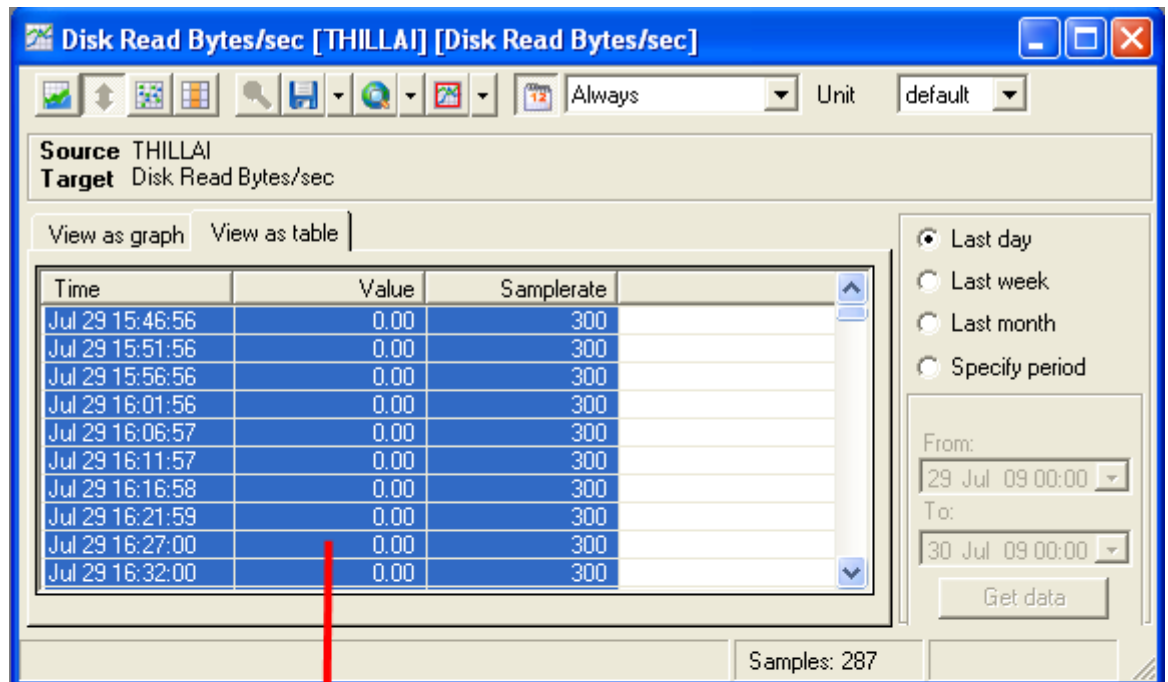 Disk Read Bytes/sec [THILLAI] [Disk Read Bytes/sec]
12 Always Unit default
Source THILLAI
Target Disk Read Bytes/sec
View as graph View as table
Time Value Samplerate
Jul 29 15:46:56 0.00 300
Jul 29 15:51:56 0.00 300
Jul 29 15:56:56 0.00 300
Jul 29 16:01:56 0.00 300
Jul 29 16:06:57 0.00 300
Jul 29 16:11:57 0.00 300
Jul 29 16:16:58 0.00 300
Jul 29 16:21:59 0.00 300
Jul 29 16:27:00 0.00 300
Jul 29 16:32:00 0.00 300
Last day
Last week
Last month
Specify period
From:
29 Jul 09 00:00
To:
30 Jul 09 00:00
Get data
Samples: 287